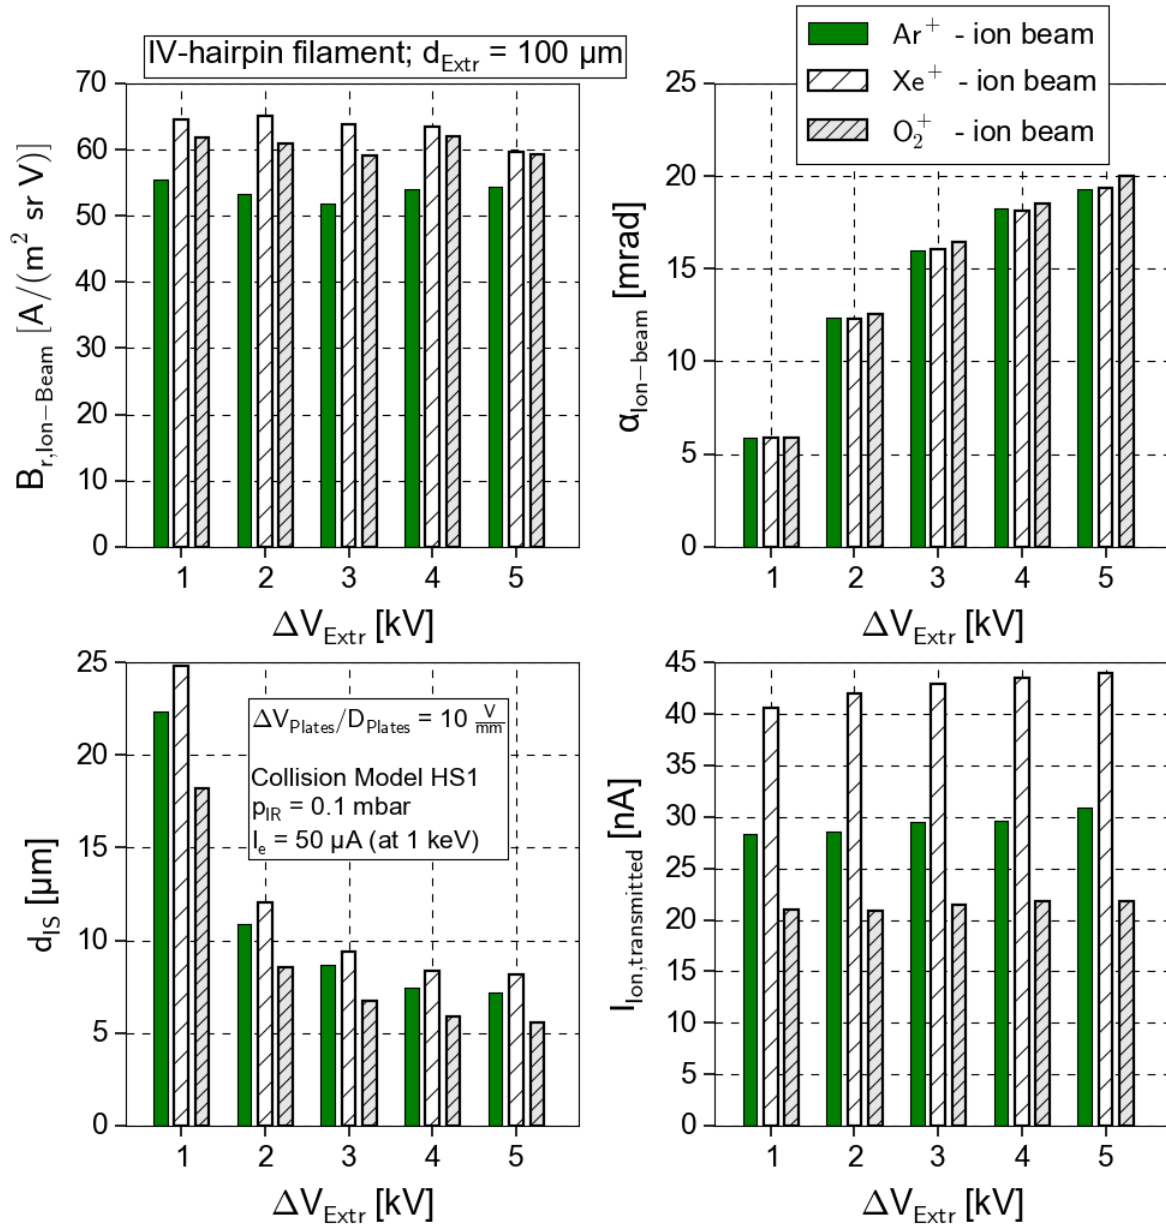 IV-hairpin filament; d_Extr = 100 µm
Ar⁺ - ion beam
Xe⁺ - ion beam
O₂⁺ - ion beam
B_r,Ion−Beam [A/(m² sr V)]
70
60
50
40
30
20
10
0
1 2 3 4 5
ΔV_Extr [kV]
α_Ion−beam [mrad]
25
20
15
10
5
0
1 2 3 4 5
ΔV_Extr [kV]
d_IS [µm]
25
20
15
10
5
0
ΔV_Plates/D_Plates = 10 V/mm
Collision Model HS1
p_IR = 0.1 mbar
I_e = 50 µA (at 1 keV)
1 2 3 4 5
ΔV_Extr [kV]
I_Ion,transmitted [nA]
45
40
35
30
25
20
15
10
5
0
1 2 3 4 5
ΔV_Extr [kV]